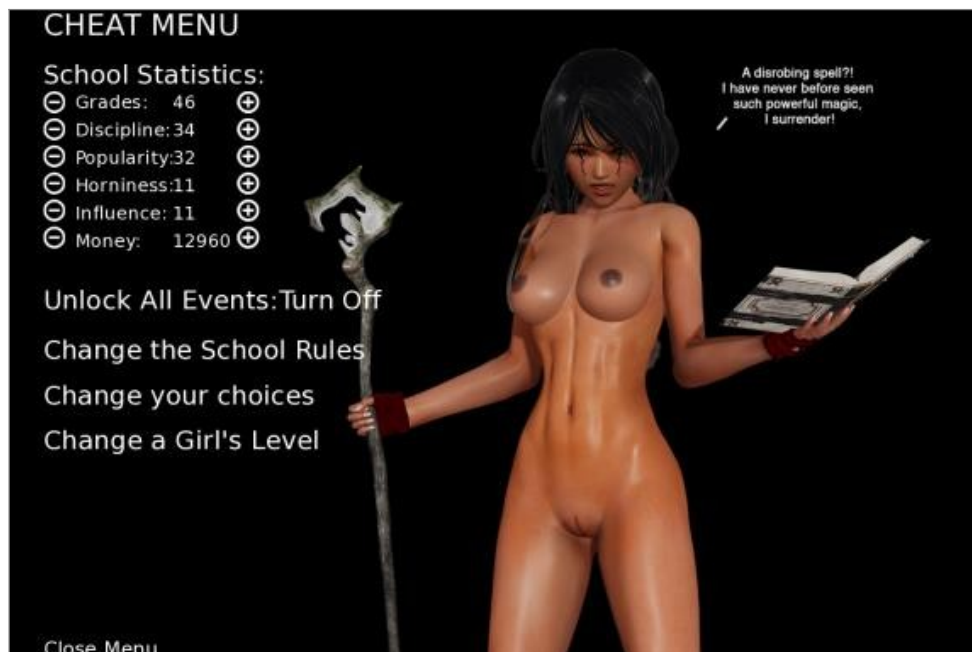 CHEAT MENU
School Statistics:
Grades: 46
Discipline:34
Popularity:32
Horniness:11
Influence: 11
Money: 12960
Unlock All Events:Turn Off
Change the School Rules
Change your choices
Change a Girl's Level
Close Menu
A disrobing spell?!
I have never before seen
such powerful magic,
I surrender!